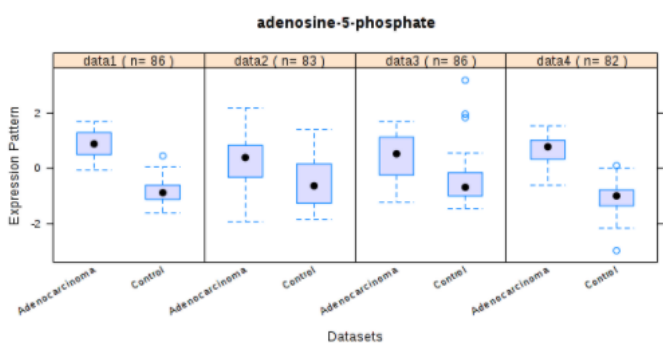 adenosine-5-phosphate
data1 ( n= 86 ) data2 ( n= 83 ) data3 ( n= 86 ) data4 ( n= 82 )
Expression Pattern
2
0
-2
Adenocarcinoma Control Adenocarcinoma Control Adenocarcinoma Control Adenocarcinoma Control
Datasets